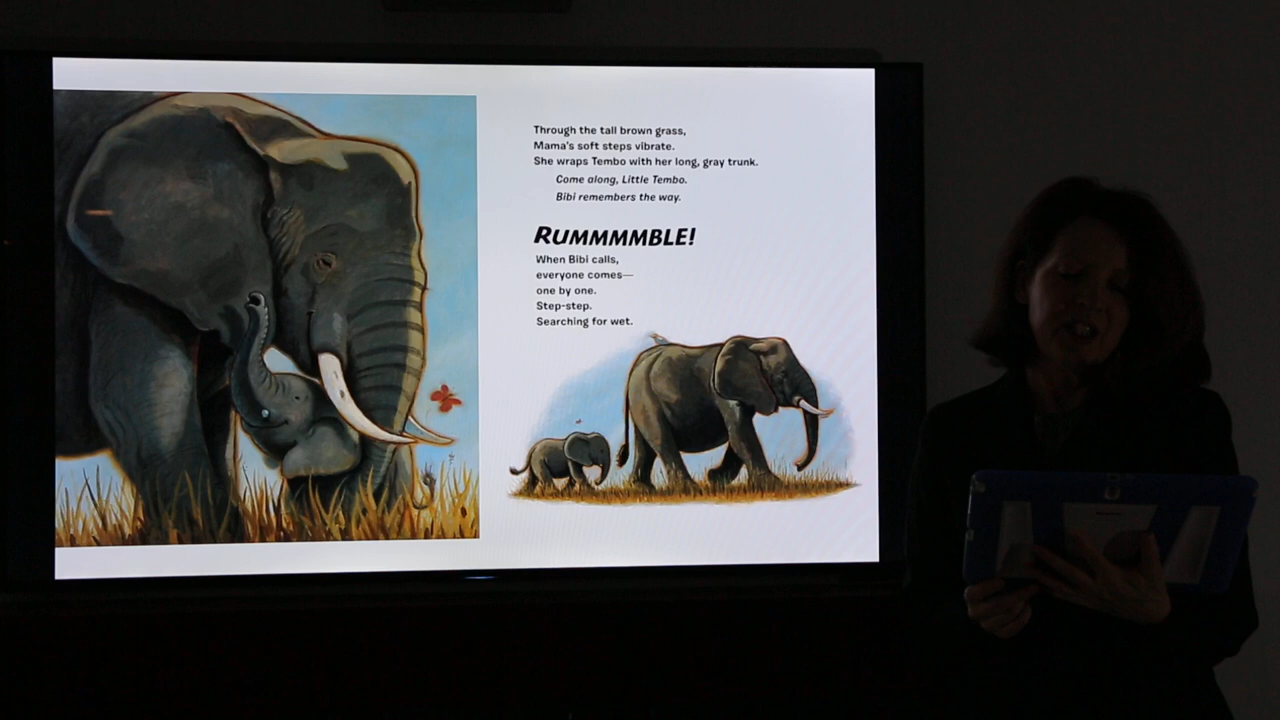 Through the tall brown grass,
Mama's soft steps vibrate.
She wraps Tembo with her long, gray trunk.
Come along, Little Tembo.
Bibi remembers the way.
RUMMMMBLE!
When Bibi calls,
everyone comes—
one by one.
Step-step.
Searching for wet.